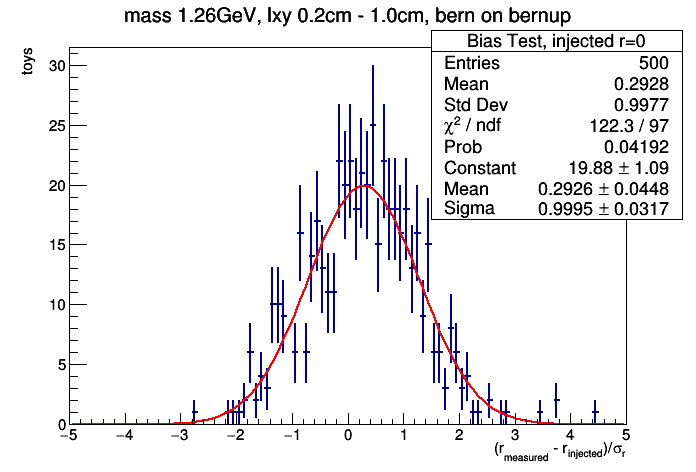 mass 1.26GeV, lxy 0.2cm - 1.0cm, bern on bernup
Bias Test, injected r=0
Entries 500
Mean 0.2928
Std Dev 0.9977
χ² / ndf 122.3 / 97
Prob 0.04192
Constant 19.88 ± 1.09
Mean 0.2926 ± 0.0448
Sigma 0.9995 ± 0.0317
toys
30
25
20
15
10
5
0
−5 −4 −3 −2 −1 0 1 2 3 4 5
(r_measured - r_injected)/σ_r